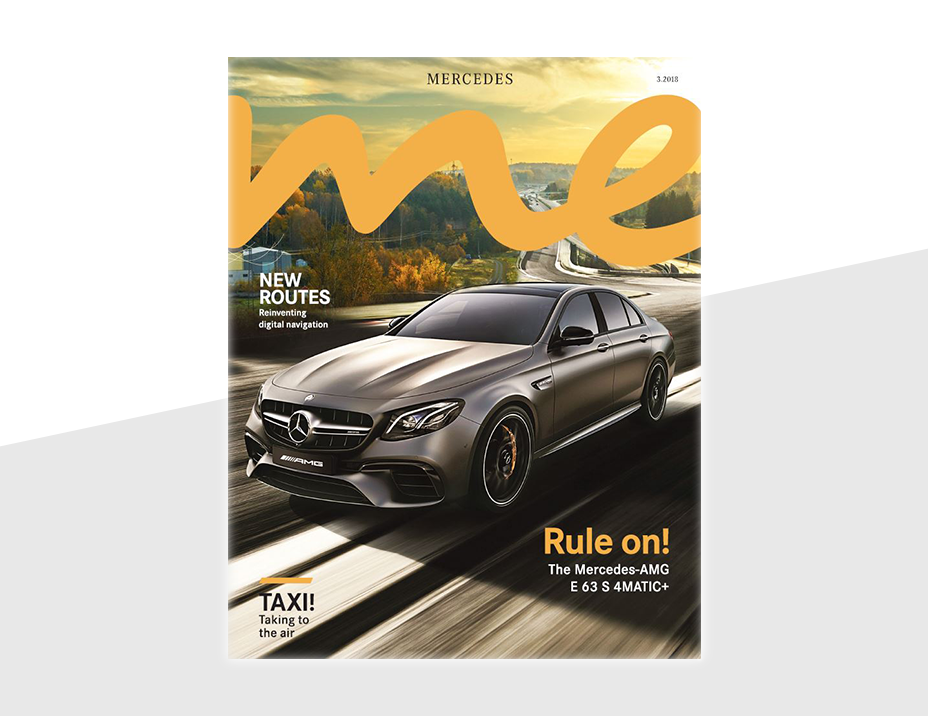 MERCEDES
3.2018
me
NEW
ROUTES
Reinventing
digital navigation
AMG
Rule on!
The Mercedes-AMG
E 63 S 4MATIC+
TAXI!
Taking to
the air